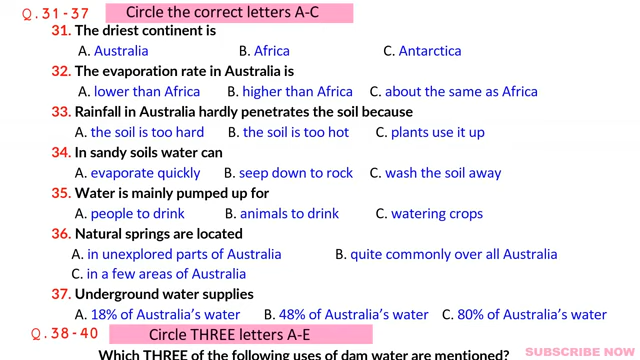 Q.31-37 Circle the correct letters A-C
31. The driest continent is
A. Australia B. Africa C. Antarctica
32. The evaporation rate in Australia is
A. lower than Africa B. higher than Africa C. about the same as Africa
33. Rainfall in Australia hardly penetrates the soil because
A. the soil is too hard B. the soil is too hot C. plants use it up
34. In sandy soils water can
A. evaporate quickly B. seep down to rock C. wash the soil away
35. Water is mainly pumped up for
A. people to drink B. animals to drink C. watering crops
36. Natural springs are located
A. in unexplored parts of Australia B. quite commonly over all Australia
C. in a few areas of Australia
37. Underground water supplies
A. 18% of Australia's water B. 48% of Australia's water C. 80% of Australia's water
Q.38-40 Circle THREE letters A-E
Which THREE of the following uses of dam water are mentioned?
SUBSCRIBE NOW